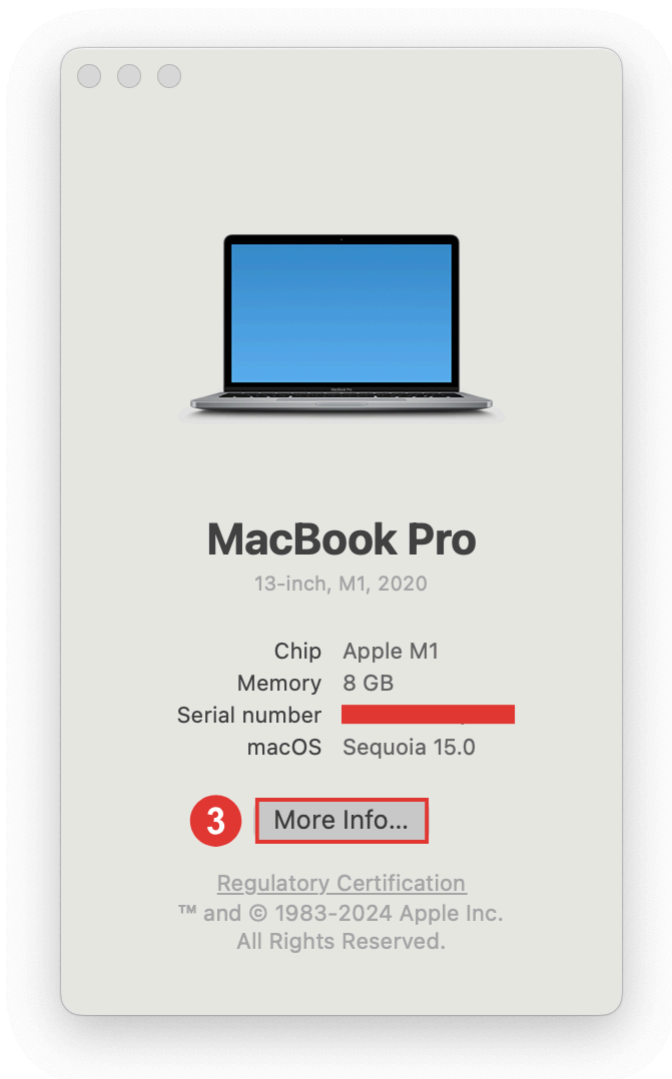 MacBook Pro
13-inch, M1, 2020
Chip Apple M1
Memory 8 GB
Serial number
macOS Sequoia 15.0
3 More Info...
Regulatory Certification
™ and © 1983-2024 Apple Inc.
All Rights Reserved.